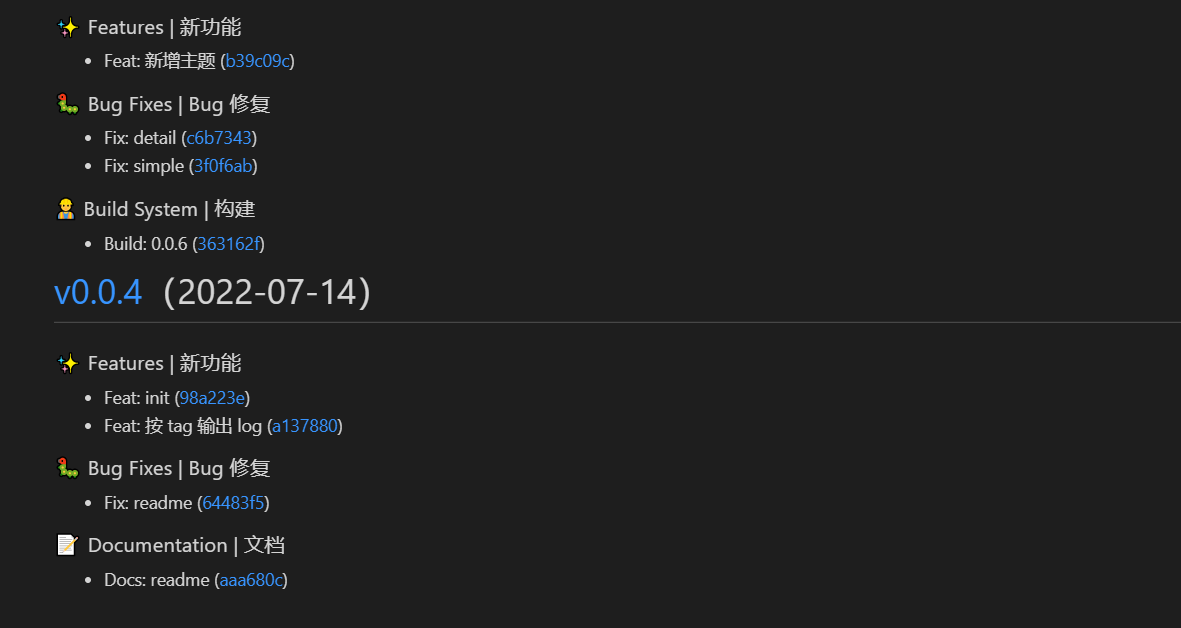 ✨ Features | 新功能
• Feat: 新增主题 (b39c09c)
🐛 Bug Fixes | Bug 修复
• Fix: detail (c6b7343)
• Fix: simple (3f0f6ab)
👷 Build System | 构建
• Build: 0.0.6 (363162f)
v0.0.4（2022-07-14）
✨ Features | 新功能
• Feat: init (98a223e)
• Feat: 按 tag 输出 log (a137880)
🐛 Bug Fixes | Bug 修复
• Fix: readme (64483f5)
📝 Documentation | 文档
• Docs: readme (aaa680c)